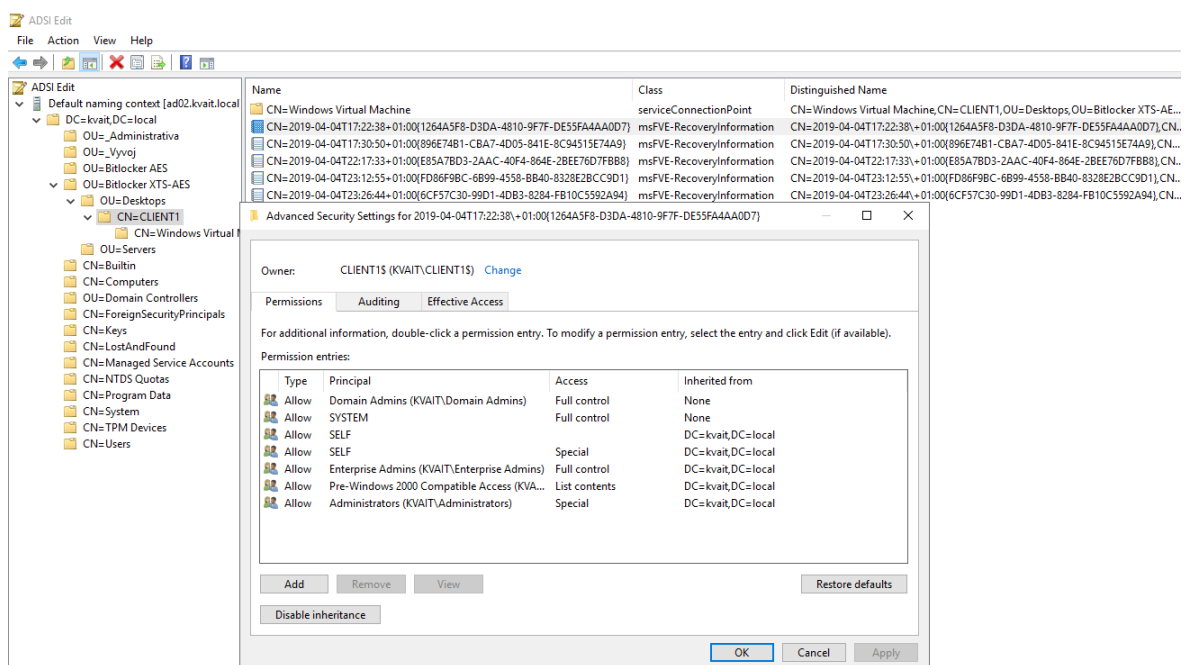 ADSI Edit
File Action View Help
ADSI Edit
Default naming context [ad02.kvait.local
DC=kvait,DC=local
OU=_Administrativa
OU=_Vyvoj
OU=Bitlocker AES
OU=Bitlocker XTS-AES
OU=Desktops
CN=CLIENT1
CN=Windows Virtual
OU=Servers
CN=Builtin
CN=Computers
OU=Domain Controllers
CN=ForeignSecurityPrincipals
CN=Keys
CN=LostAndFound
CN=Managed Service Accounts
CN=NTDS Quotas
CN=Program Data
CN=System
CN=TPM Devices
CN=Users
Name Class Distinguished Name
CN=Windows Virtual Machine serviceConnectionPoint CN=Windows Virtual Machine,CN=CLIENT1,OU=Desktops,OU=Bitlocker XTS-AE...
CN=2019-04-04T17:22:38+01:00{1264A5F8-D3DA-4810-9F7F-DE55FA4AA0D7} msFVE-RecoveryInformation CN=2019-04-04T17:22:38\+01:00{1264A5F8-D3DA-4810-9F7F-DE55FA4AA0D7},CN...
CN=2019-04-04T17:30:50+01:00{896E74B1-CBA7-4D05-841E-8C94515E74A9} msFVE-RecoveryInformation CN=2019-04-04T17:30:50\+01:00{896E74B1-CBA7-4D05-841E-8C94515E74A9},CN...
CN=2019-04-04T22:17:33+01:00{E85A7BD3-2AAC-40F4-864E-2BEE76D7FBB8} msFVE-RecoveryInformation CN=2019-04-04T22:17:33\+01:00{E85A7BD3-2AAC-40F4-864E-2BEE76D7FBB8},CN...
CN=2019-04-04T23:12:55+01:00{FD86F9BC-6B99-4558-BB40-8328E2BCC9D1} msFVE-RecoveryInformation CN=2019-04-04T23:12:55\+01:00{FD86F9BC-6B99-4558-BB40-8328E2BCC9D1},CN...
CN=2019-04-04T23:26:44+01:00{6CF57C30-99D1-4DB3-8284-FB10C5592A94} msFVE-RecoveryInformation CN=2019-04-04T23:26:44\+01:00{6CF57C30-99D1-4DB3-8284-FB10C5592A94},CN...
Advanced Security Settings for 2019-04-04T17:22:38\+01:00{1264A5F8-D3DA-4810-9F7F-DE55FA4AA0D7}
Owner: CLIENT1$ (KVAIT\CLIENT1$) Change
Permissions Auditing Effective Access
For additional information, double-click a permission entry. To modify a permission entry, select the entry and click Edit (if available).
Permission entries:
Type Principal Access Inherited from
Allow Domain Admins (KVAIT\Domain Admins) Full control None
Allow SYSTEM Full control None
Allow SELF DC=kvait,DC=local
Allow SELF Special DC=kvait,DC=local
Allow Enterprise Admins (KVAIT\Enterprise Admins) Full control DC=kvait,DC=local
Allow Pre-Windows 2000 Compatible Access (KVA... List contents DC=kvait,DC=local
Allow Administrators (KVAIT\Administrators) Special DC=kvait,DC=local
Add Remove View Restore defaults
Disable inheritance
OK Cancel Apply